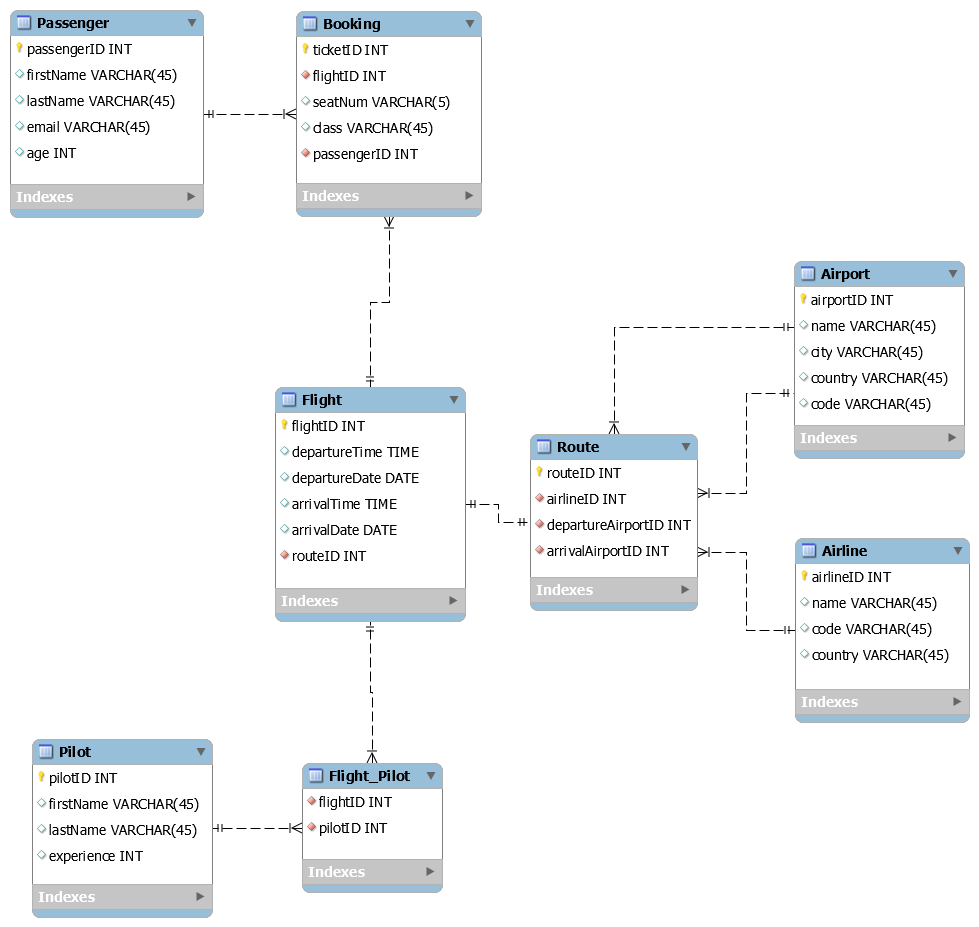 Passenger
passengerID INT
firstName VARCHAR(45)
lastName VARCHAR(45)
email VARCHAR(45)
age INT
Indexes
Booking
ticketID INT
flightID INT
seatNum VARCHAR(5)
class VARCHAR(45)
passengerID INT
Indexes
Airport
airportID INT
name VARCHAR(45)
city VARCHAR(45)
country VARCHAR(45)
code VARCHAR(45)
Indexes
Flight
flightID INT
departureTime TIME
departureDate DATE
arrivalTime TIME
arrivalDate DATE
routeID INT
Indexes
Route
routeID INT
airlineID INT
departureAirportID INT
arrivalAirportID INT
Indexes
Airline
airlineID INT
name VARCHAR(45)
code VARCHAR(45)
country VARCHAR(45)
Indexes
Pilot
pilotID INT
firstName VARCHAR(45)
lastName VARCHAR(45)
experience INT
Indexes
Flight_Pilot
flightID INT
pilotID INT
Indexes